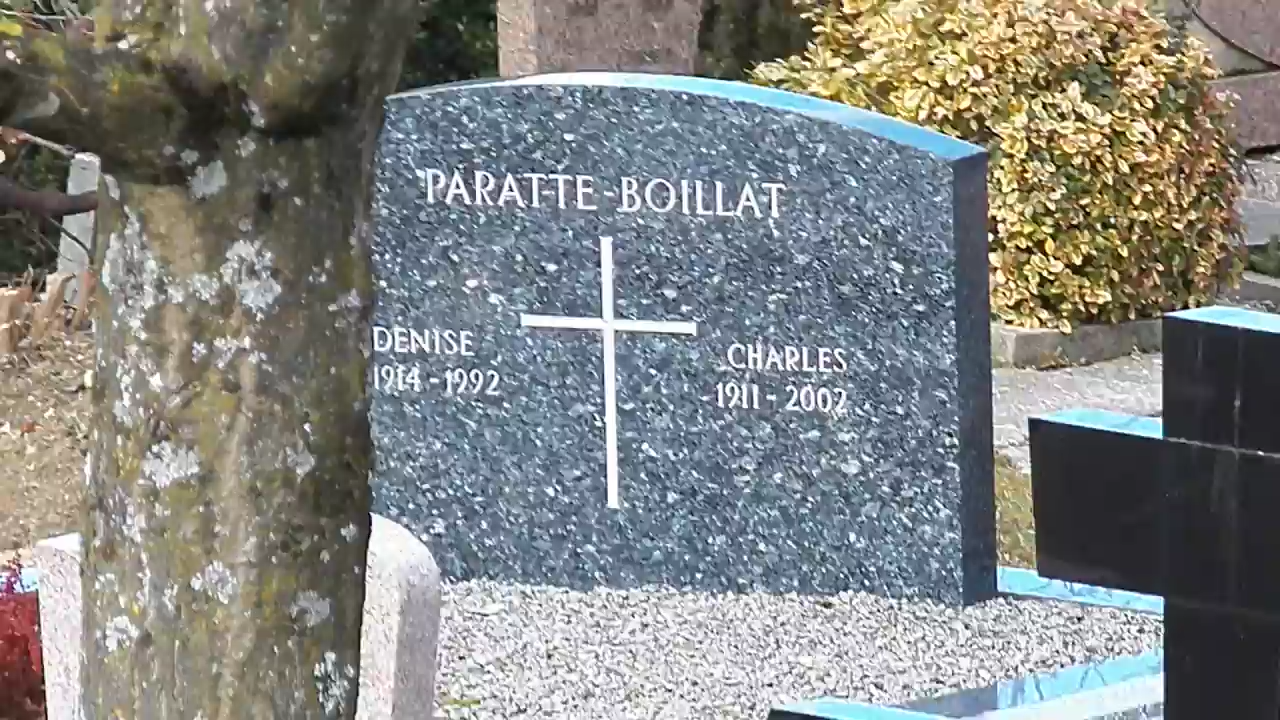 PARATTE-BOILLAT
DENISE
1914 - 1992
CHARLES
1911 - 2002